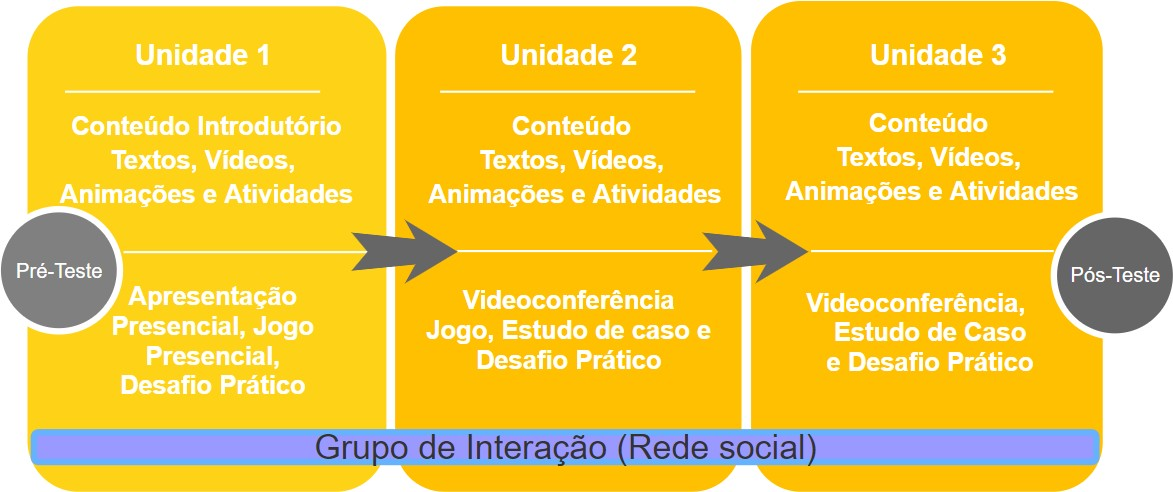 Unidade 1
Conteúdo Introdutório
Textos, Vídeos,
Animações e Atividades
Pré-Teste
Apresentação
Presencial, Jogo
Presencial,
Desafio Prático
Unidade 2
Conteúdo
Textos, Vídeos,
Animações e Atividades
Videoconferência
Jogo, Estudo de caso e
Desafio Prático
Unidade 3
Conteúdo
Textos, Vídeos,
Animações e Atividades
Videoconferência,
Estudo de Caso
e Desafio Prático
Pós-Teste
Grupo de Interação (Rede social)